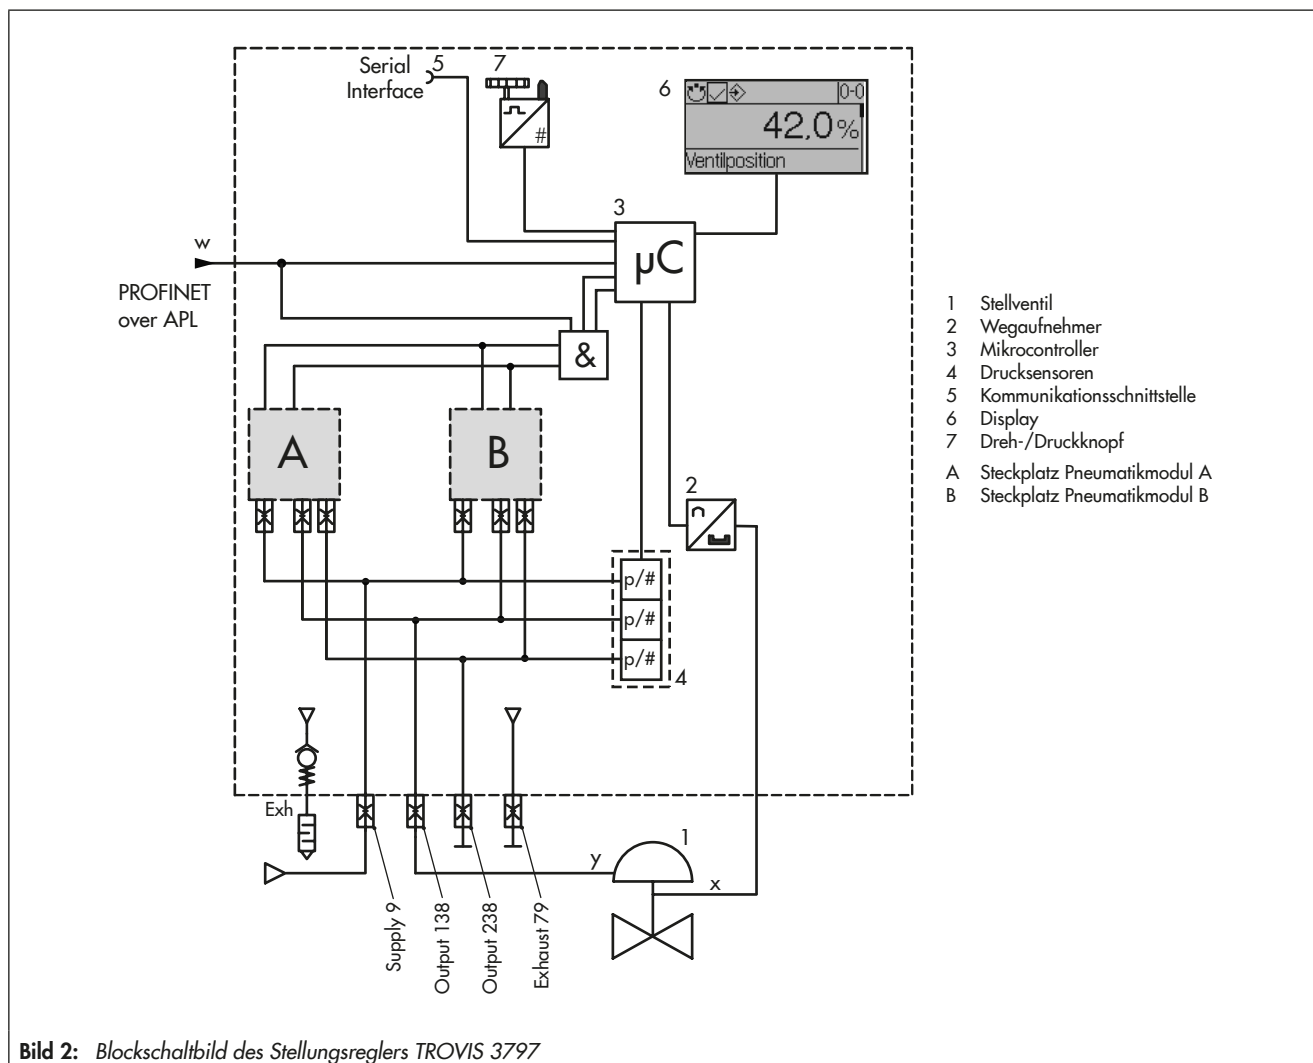 Serial
Interface
5
7
#
6
0-0
42,0%
Ventilposition
3
µC
w
PROFINET
over APL
&
A
B
2
p/#
p/#
p/#
4
Exh
1
y
x
Supply 9
Output 138
Output 238
Exhaust 79
1 Stellventil
2 Wegaufnehmer
3 Mikrocontroller
4 Drucksensoren
5 Kommunikationsschnittstelle
6 Display
7 Dreh-/Druckknopf
A Steckplatz Pneumatikmodul A
B Steckplatz Pneumatikmodul B
Bild 2: Blockschaltbild des Stellungsreglers TROVIS 3797